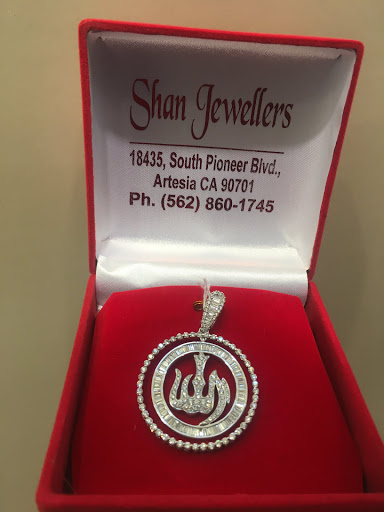 Shan Jewellers
18435, South Pioneer Blvd.,
Artesia CA 90701
Ph. (562) 860-1745
الله